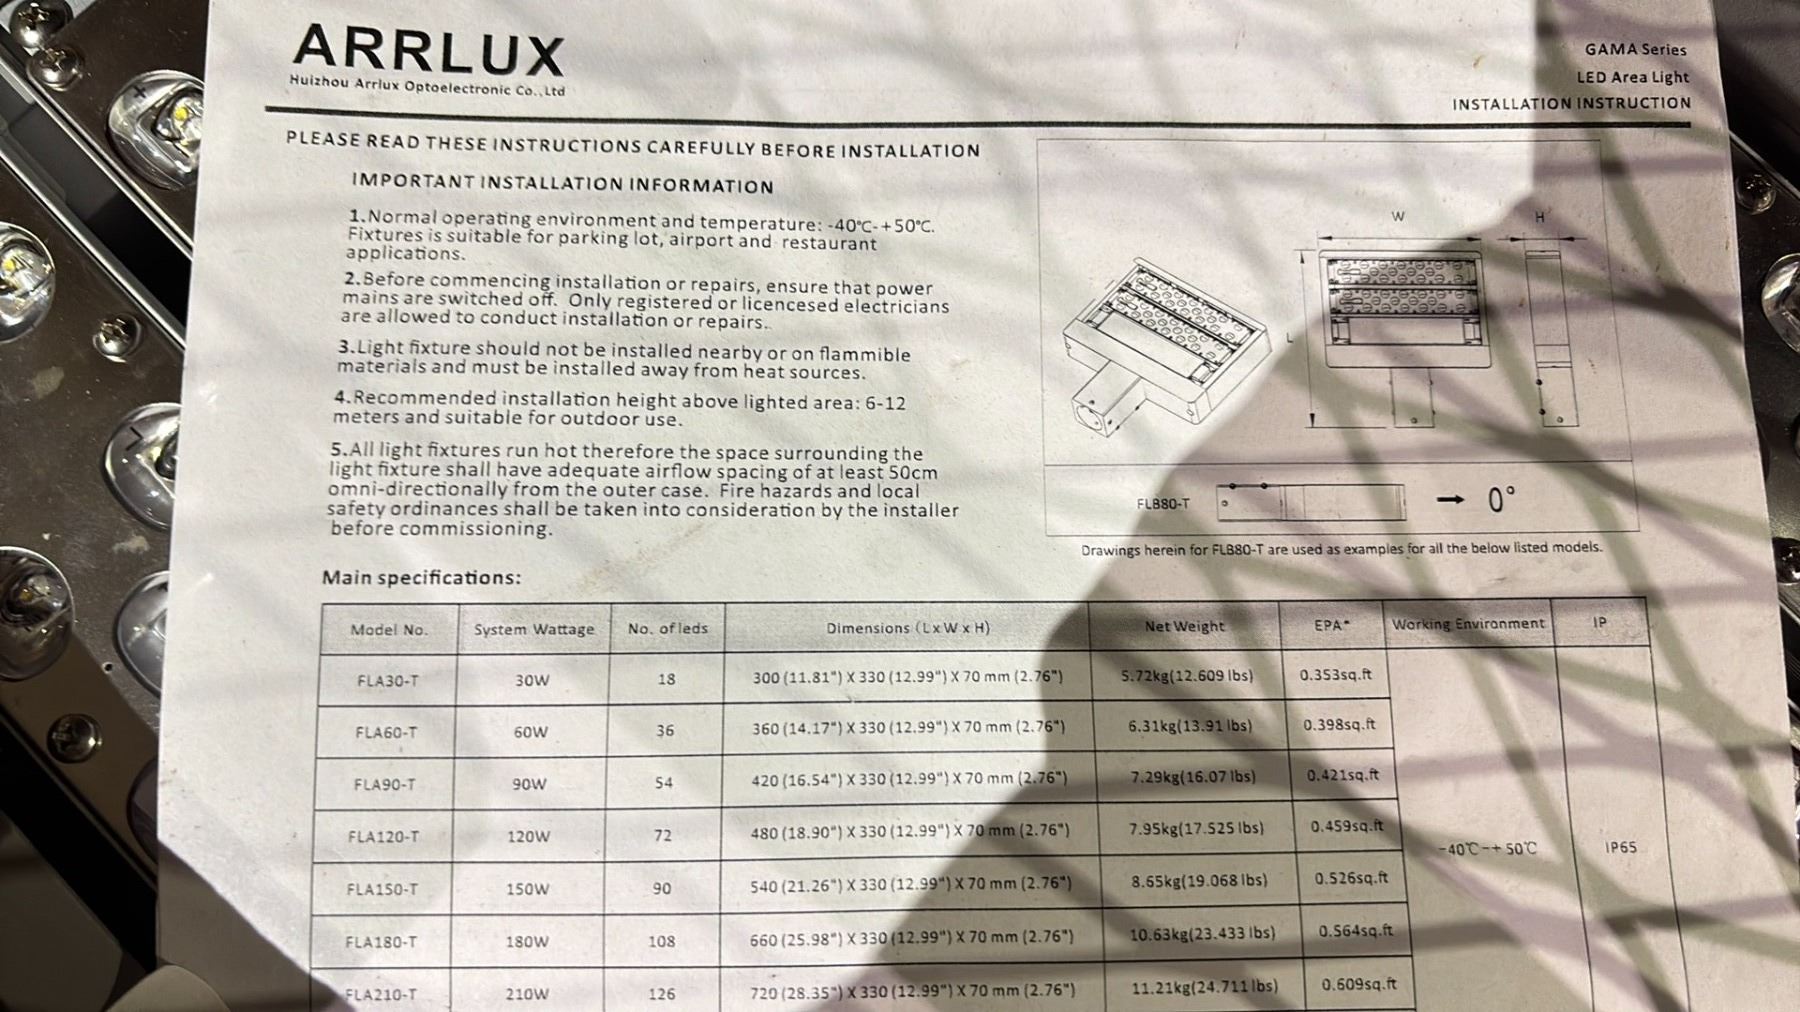 ARRLUX
Huizhou Arrlux Optoelectronic Co.,Ltd
GAMA Series
LED Area Light
INSTALLATION INSTRUCTION
PLEASE READ THESE INSTRUCTIONS CAREFULLY BEFORE INSTALLATION
IMPORTANT INSTALLATION INFORMATION
1.Normal operating environment and temperature: -40℃-+50℃.
Fixtures is suitable for parking lot, airport and restaurant
applications.
2.Before commencing installation or repairs, ensure that power
mains are switched off. Only registered or licencesed electricians
are allowed to conduct installation or repairs.
3.Light fixture should not be installed nearby or on flammible
materials and must be installed away from heat sources.
4.Recommended installation height above lighted area: 6-12
meters and suitable for outdoor use.
5.All light fixtures run hot therefore the space surrounding the
light fixture shall have adequate airflow spacing of at least 50cm
omni-directionally from the outer case. Fire hazards and local
safety ordinances shall be taken into consideration by the installer
before commissioning.
W H
L
FLB80-T 0°
Drawings herein for FLB80-T are used as examples for all the below listed models.
Main specifications:
Model No. System Wattage No. of leds Dimensions (L x W x H) Net Weight EPA* Working Environment IP
FLA30-T 30W 18 300 (11.81") X 330 (12.99") X 70 mm (2.76") 5.72kg(12.609 lbs) 0.353sq.ft
FLA60-T 60W 36 360 (14.17") X 330 (12.99") X 70 mm (2.76") 6.31kg(13.91 lbs) 0.398sq.ft
FLA90-T 90W 54 420 (16.54") X 330 (12.99") X 70 mm (2.76") 7.29kg(16.07 lbs) 0.421sq.ft
FLA120-T 120W 72 480 (18.90") X 330 (12.99") X 70 mm (2.76") 7.95kg(17.525 lbs) 0.459sq.ft
-40℃-+ 50℃ IP65
FLA150-T 150W 90 540 (21.26") X 330 (12.99") X 70 mm (2.76") 8.65kg(19.068 lbs) 0.526sq.ft
FLA180-T 180W 108 660 (25.98") X 330 (12.99") X 70 mm (2.76") 10.63kg(23.433 lbs) 0.564sq.ft
FLA210-T 210W 126 720 (28.35") X 330 (12.99") X 70 mm (2.76") 11.21kg(24.711 lbs) 0.609sq.ft